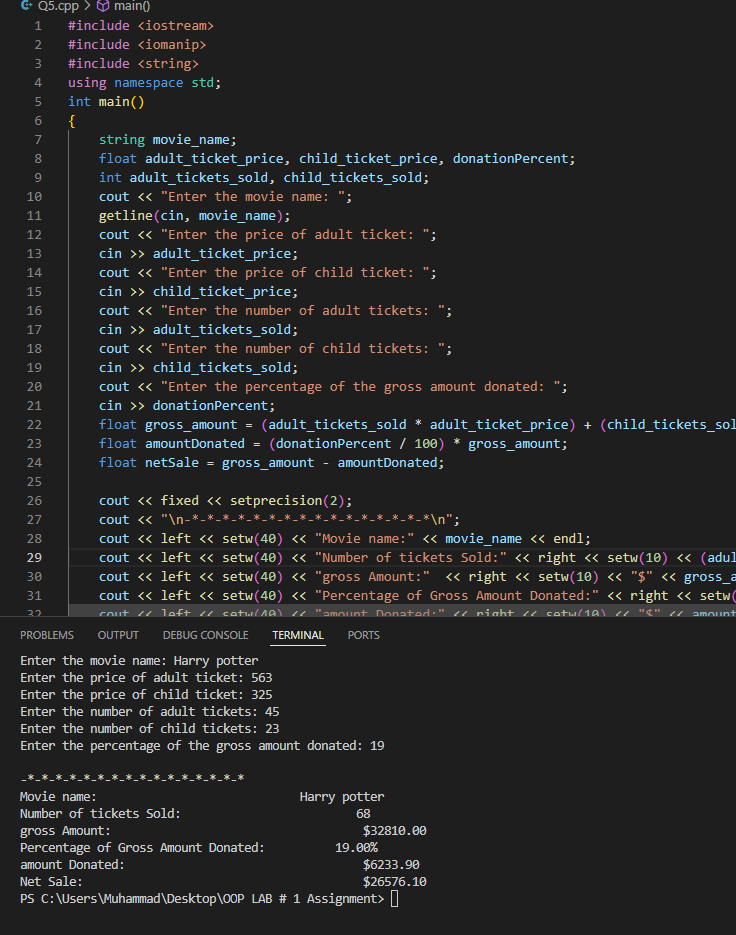 Q5.cpp > main()
1 #include <iostream>
2 #include <iomanip>
3 #include <string>
4 using namespace std;
5 int main()
6 {
7 string movie_name;
8 float adult_ticket_price, child_ticket_price, donationPercent;
9 int adult_tickets_sold, child_tickets_sold;
10 cout << "Enter the movie name: ";
11 getline(cin, movie_name);
12 cout << "Enter the price of adult ticket: ";
13 cin >> adult_ticket_price;
14 cout << "Enter the price of child ticket: ";
15 cin >> child_ticket_price;
16 cout << "Enter the number of adult tickets: ";
17 cin >> adult_tickets_sold;
18 cout << "Enter the number of child tickets: ";
19 cin >> child_tickets_sold;
20 cout << "Enter the percentage of the gross amount donated: ";
21 cin >> donationPercent;
22 float gross_amount = (adult_tickets_sold * adult_ticket_price) + (child_tickets_sol
23 float amountDonated = (donationPercent / 100) * gross_amount;
24 float netSale = gross_amount - amountDonated;
25
26 cout << fixed << setprecision(2);
27 cout << "\n-*-*-*-*-*-*-*-*-*-*-*-*-*-*-*-*\n";
28 cout << left << setw(40) << "Movie name:" << movie_name << endl;
29 cout << left << setw(40) << "Number of tickets Sold:" << right << setw(10) << (adul
30 cout << left << setw(40) << "gross Amount:"  << right << setw(10) << "$" << gross_a
31 cout << left << setw(40) << "Percentage of Gross Amount Donated:" << right << setw(
32 cout << left << setw(40) << "amount Donated:" << right << setw(10) << "$" << amount
PROBLEMS OUTPUT DEBUG CONSOLE TERMINAL PORTS
Enter the movie name: Harry potter
Enter the price of adult ticket: 563
Enter the price of child ticket: 325
Enter the number of adult tickets: 45
Enter the number of child tickets: 23
Enter the percentage of the gross amount donated: 19
-*-*-*-*-*-*-*-*-*-*-*-*-*-*-*-*
Movie name: Harry potter
Number of tickets Sold: 68
gross Amount: $32810.00
Percentage of Gross Amount Donated: 19.00%
amount Donated: $6233.90
Net Sale: $26576.10
PS C:\Users\Muhammad\Desktop\OOP LAB # 1 Assignment>